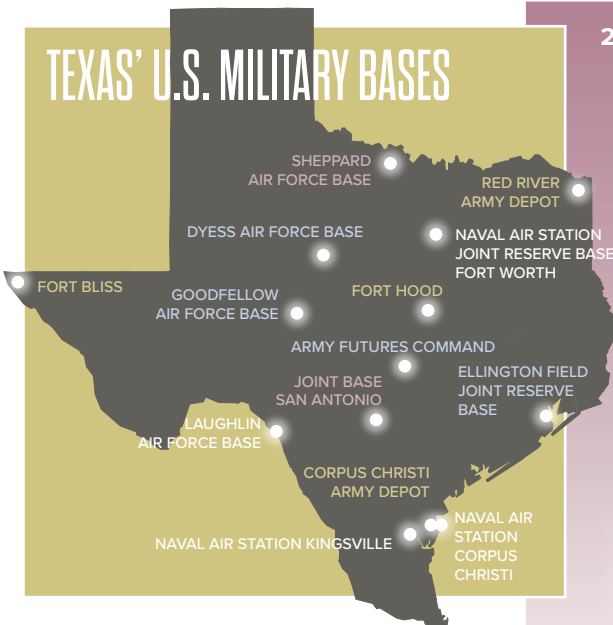 2
TEXAS' U.S. MILITARY BASES
SHEPPARD
AIR FORCE BASE
RED RIVER
ARMY DEPOT
DYESS AIR FORCE BASE
NAVAL AIR STATION
JOINT RESERVE BASE
FORT WORTH
FORT BLISS
GOODFELLOW
AIR FORCE BASE
FORT HOOD
ARMY FUTURES COMMAND
ELLINGTON FIELD
JOINT RESERVE
BASE
JOINT BASE
SAN ANTONIO
LAUGHLIN
AIR FORCE BASE
CORPUS CHRISTI
ARMY DEPOT
NAVAL AIR
STATION
CORPUS
CHRISTI
NAVAL AIR STATION KINGSVILLE